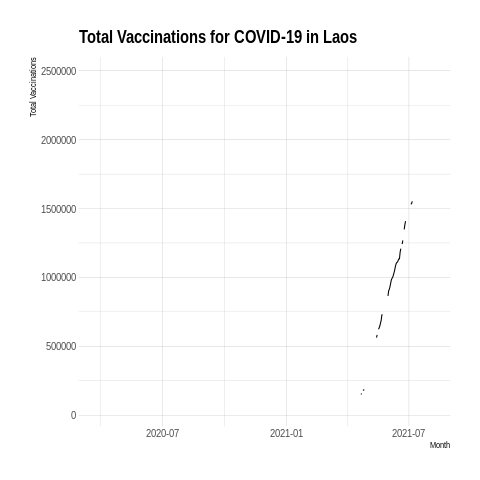 Total Vaccinations for COVID-19 in Laos
Total Vaccinations
2500000
2000000
1500000
1000000
500000
0
2020-07 2021-01 2021-07
Month